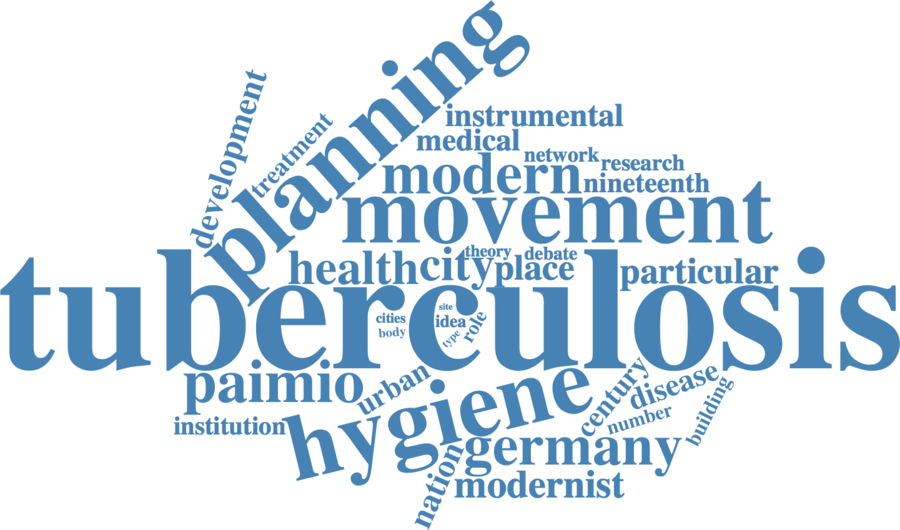 planning
development
treatment
instrumental
medical
network
research
modern
nineteenth
movement
theory
debate
health
city
place
particular
tuberculosis
site
cities
idea
role
body
type
paimio
urban
hygiene
century
disease
building
number
institution
germany
nation
modernist